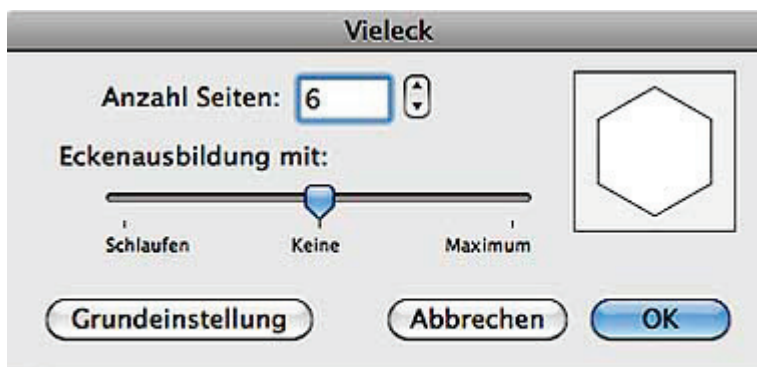 Vieleck
Anzahl Seiten: 6
Eckenausbildung mit:
Schlaufen Keine Maximum
Grundeinstellung Abbrechen OK